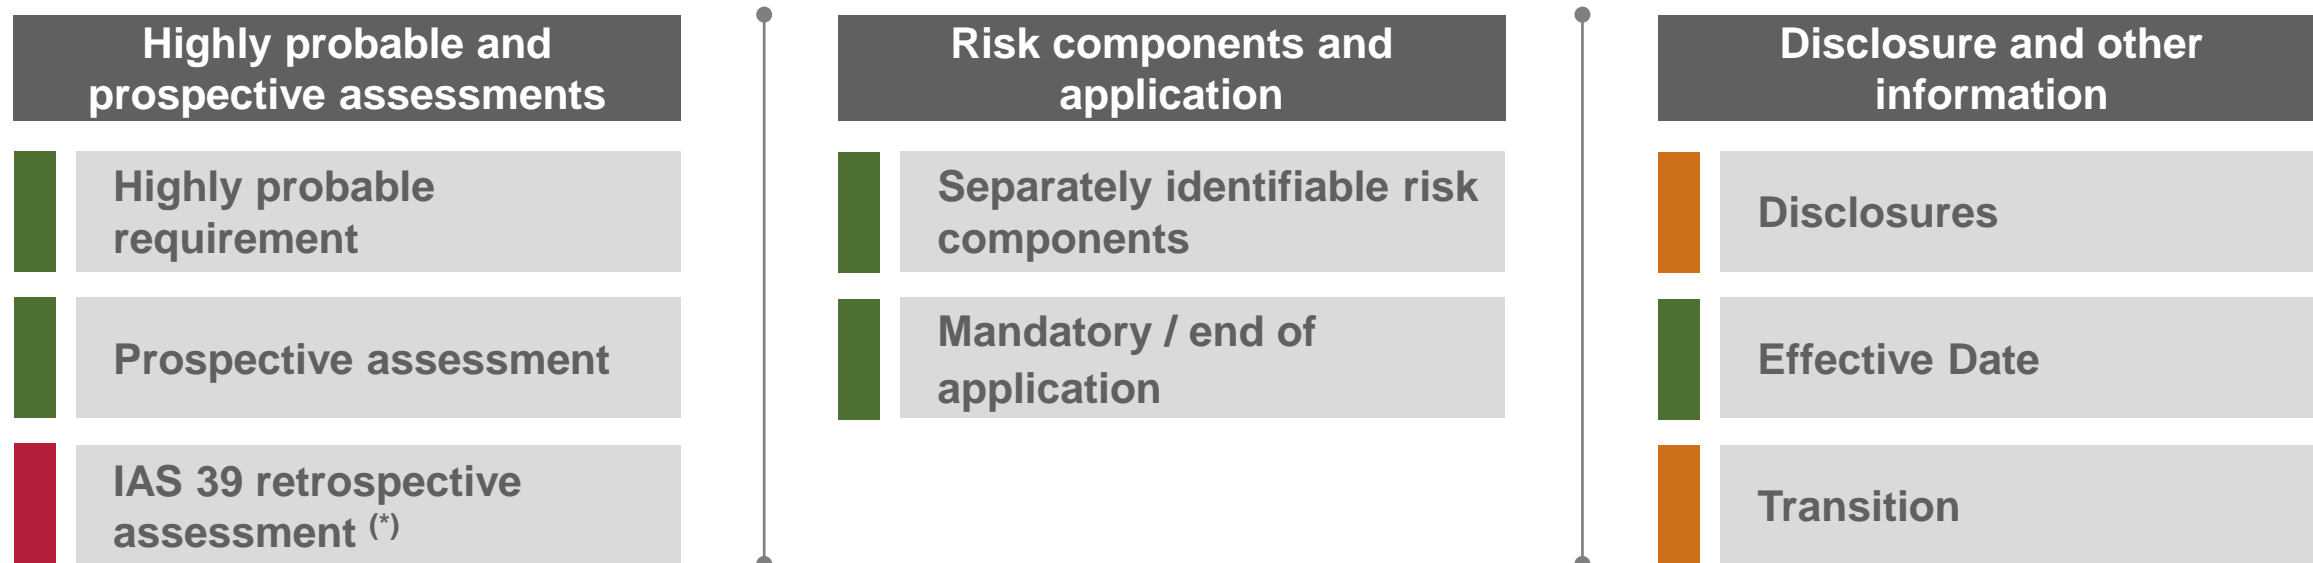 Highly probable and
prospective assessments
Highly probable
requirement
Prospective assessment
IAS 39 retrospective
assessment (*)
Risk components and
application
Separately identifiable risk
components
Mandatory / end of
application
Disclosure and other
information
Disclosures
Effective Date
Transition